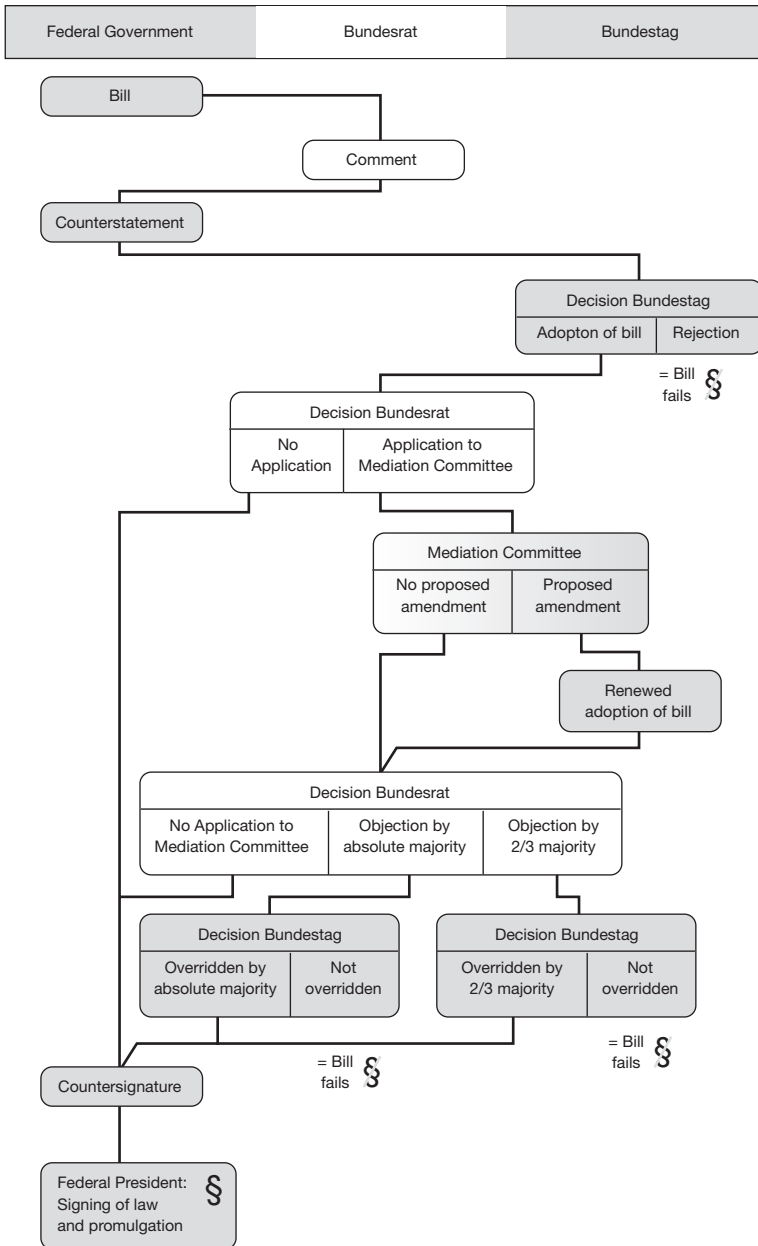 Federal Government Bundesrat Bundestag
Bill
Comment
Counterstatement
Decision Bundestag
Adopton of bill Rejection
= Bill
fails §
Decision Bundesrat
No
Application
Application to
Mediation Committee
Mediation Committee
No proposed
amendment
Proposed
amendment
Renewed
adoption of bill
Decision Bundesrat
No Application to
Mediation Committee
Objection by
absolute majority
Objection by
2/3 majority
Decision Bundestag
Overridden by
absolute majority
Not
overridden
Decision Bundestag
Overridden by
2/3 majority
Not
overridden
= Bill
fails §
= Bill
fails §
Countersignature
Federal President: §
Signing of law
and promulgation